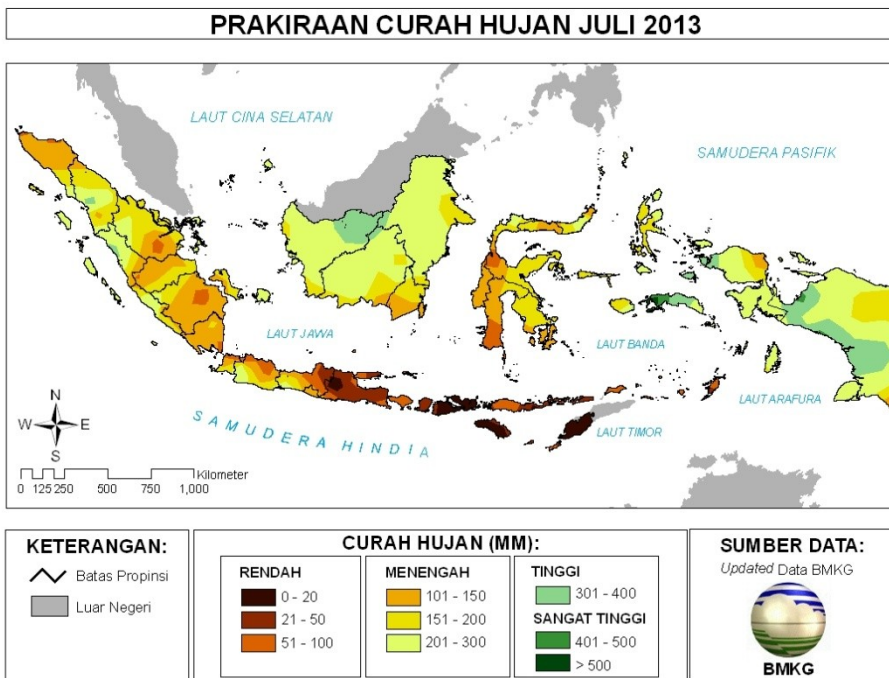 PRAKIRAAN CURAH HUJAN JULI 2013
LAUT CINA SELATAN
SAMUDERA PASIFIK
LAUT JAWA
LAUT BANDA
LAUT ARAFURA
LAUT TIMOR
SAMUDERA HINDIA
N
W E
S
Kilometer
0 125 250 500 750 1,000
KETERANGAN:
Batas Propinsi
Luar Negeri
CURAH HUJAN (MM):
RENDAH
0 - 20
21 - 50
51 - 100
MENENGAH
101 - 150
151 - 200
201 - 300
TINGGI
301 - 400
SANGAT TINGGI
401 - 500
> 500
SUMBER DATA:
Updated Data BMKG
BMKG